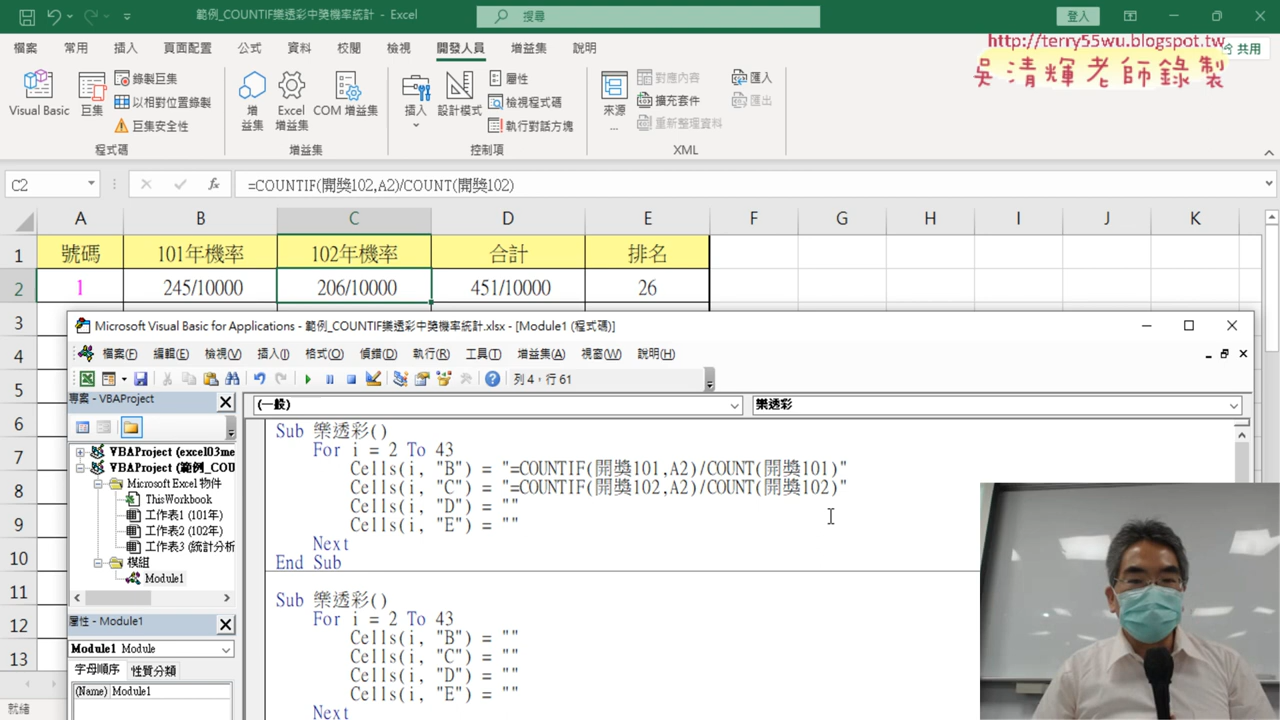 範例_COUNTIF樂透彩中獎機率統計 - Excel
搜尋
登入
檔案 常用 插入 頁面配置 公式 資料 校閱 檢視 開發人員 增益集 說明
共用
http://terry55wu.blogspot.tw
吳清輝老師錄製
Visual Basic
巨集
錄製巨集
以相對位置錄製
巨集安全性
程式碼
增益集
Excel 增益集
COM 增益集
增益集
插入
設計模式
屬性
檢視程式碼
執行對話方塊
控制項
來源
...
對應內容
擴充套件
重新整理資料
匯入
匯出
XML
C2
fx
=COUNTIF(開獎102,A2)/COUNT(開獎102)
A B C D E F G H I J K
1 號碼 101年機率 102年機率 合計 排名
2 1 245/10000 206/10000 451/10000 26
3
4
5
6
7
8
9
10
11
12
13
就緒
Microsoft Visual Basic for Applications - 範例_COUNTIF樂透彩中獎機率統計.xlsx - [Module1 (程式碼)]
檔案(F) 編輯(E) 檢視(V) 插入(I) 格式(O) 偵錯(D) 執行(R) 工具(T) 增益集(A) 視窗(W) 說明(H)
列 4，行 61
專案 - VBAProject
VBAProject (excel03me
VBAProject (範例_COU
Microsoft Excel 物件
ThisWorkbook
工作表1 (101年)
工作表2 (102年)
工作表3 (統計分析
模組
Module1
屬性 - Module1
Module1 Module
字母順序 性質分類
(Name) Module1
(一般)
樂透彩
Sub 樂透彩()
For i = 2 To 43
Cells(i, "B") = "=COUNTIF(開獎101,A2)/COUNT(開獎101)"
Cells(i, "C") = "=COUNTIF(開獎102,A2)/COUNT(開獎102)"
Cells(i, "D") = ""
Cells(i, "E") = ""
Next
End Sub
Sub 樂透彩()
For i = 2 To 43
Cells(i, "B") = ""
Cells(i, "C") = ""
Cells(i, "D") = ""
Cells(i, "E") = ""
Next